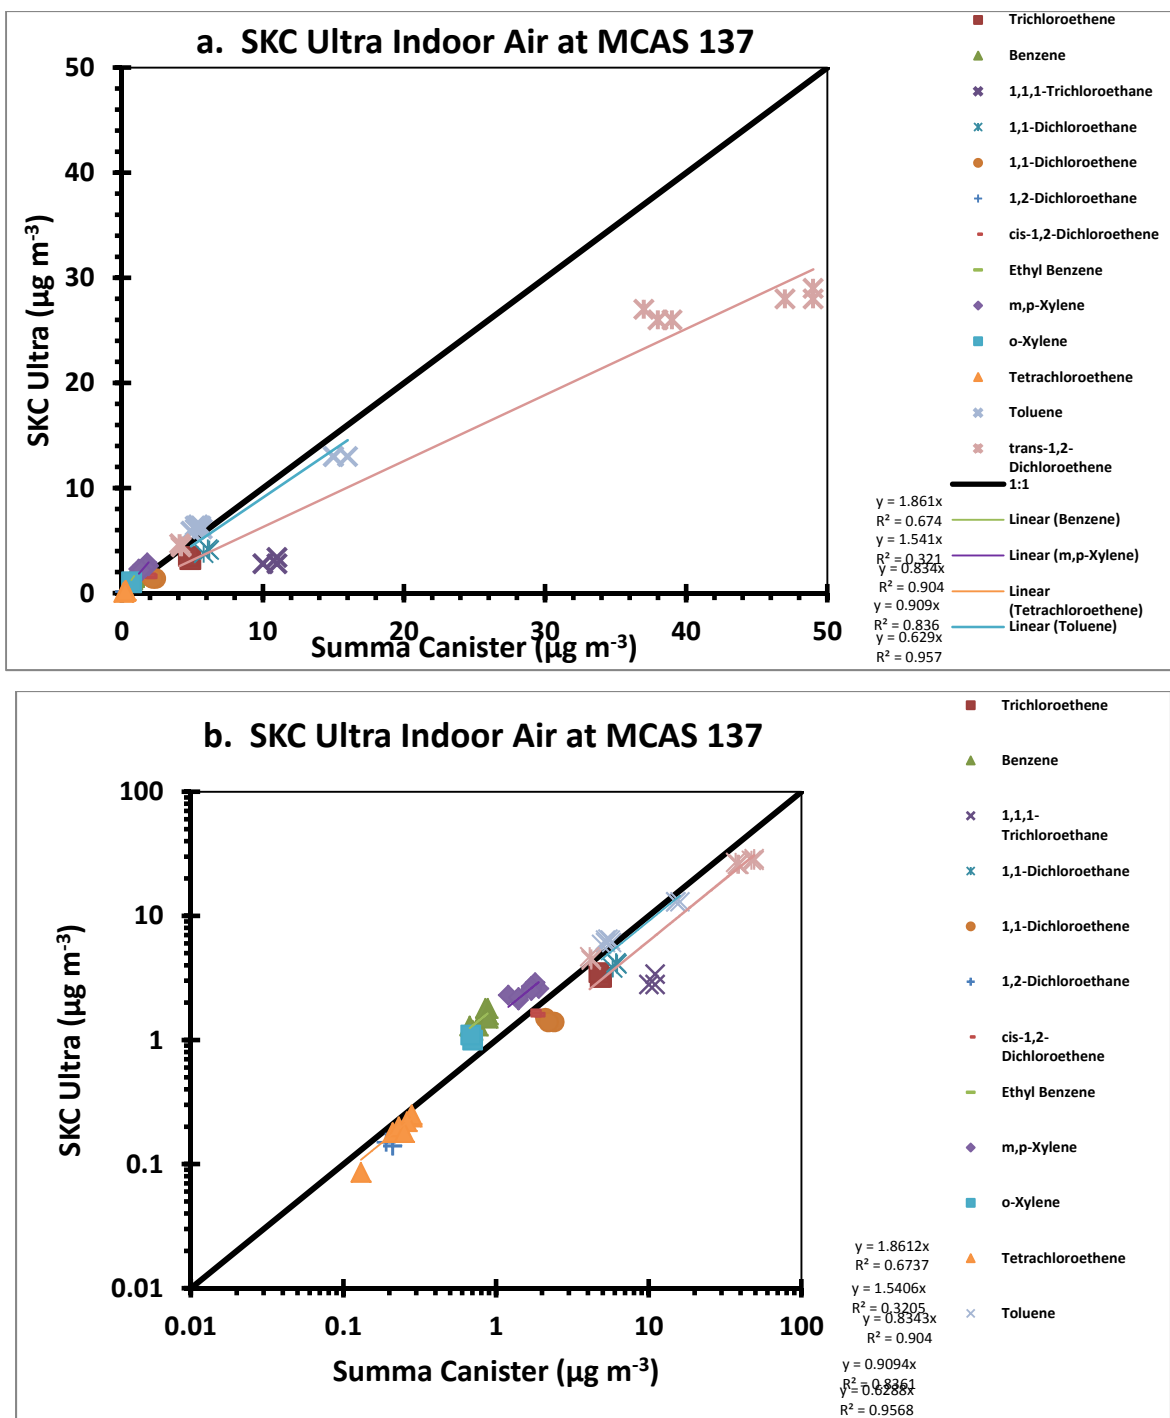 a. SKC Ultra Indoor Air at MCAS 137
50
40
30
20
10
0
SKC Ultra (µg m-3)
0 10 20 30 40 50
Summa Canister (µg m-3)
Trichloroethene
Benzene
1,1,1-Trichloroethane
1,1-Dichloroethane
1,1-Dichloroethene
1,2-Dichloroethane
cis-1,2-Dichloroethene
Ethyl Benzene
m,p-Xylene
o-Xylene
Tetrachloroethene
Toluene
trans-1,2-
Dichloroethene
1:1
Linear (Benzene)
Linear (m,p-Xylene)
Linear
(Tetrachloroethene)
Linear (Toluene)
y = 1.861x
R² = 0.674
y = 1.541x
R² = 0.321
y = 0.834x
R² = 0.904
y = 0.909x
R² = 0.836
y = 0.629x
R² = 0.957
b. SKC Ultra Indoor Air at MCAS 137
100
10
1
0.1
0.01
SKC Ultra (µg m-3)
0.01 0.1 1 10 100
Summa Canister (µg m-3)
Trichloroethene
Benzene
1,1,1-
Trichloroethane
1,1-Dichloroethane
1,1-Dichloroethene
1,2-Dichloroethane
cis-1,2-
Dichloroethene
Ethyl Benzene
m,p-Xylene
o-Xylene
Tetrachloroethene
Toluene
y = 1.8612x
R² = 0.6737
y = 1.5406x
R² = 0.3205
y = 0.8343x
R² = 0.904
y = 0.9094x
R² = 0.8361
y = 0.6288x
R² = 0.9568